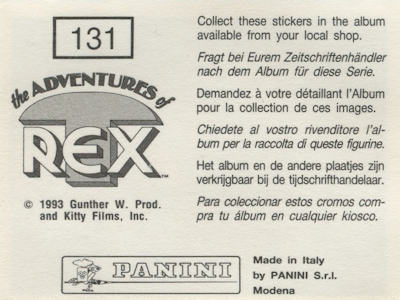 131
the ADVENTURES of
T REX™
© 1993 Gunther W. Prod.
and Kitty Films, Inc.
Collect these stickers in the album
available from your local shop.
Fragt bei Eurem Zeitschriftenhändler
nach dem Album für diese Serie.
Demandez à votre détaillant l'Album
pour la collection de ces images.
Chiedete al vostro rivenditore l'al-
bum per la raccolta di queste figurine.
Het album en de andere plaatjes zijn
verkrijgbaar bij de tijdschrifthandelaar.
Para coleccionar estos cromos com-
pra tu álbum en cualquier kiosco.
PANINI
Made in Italy
by PANINI S.r.l.
Modena